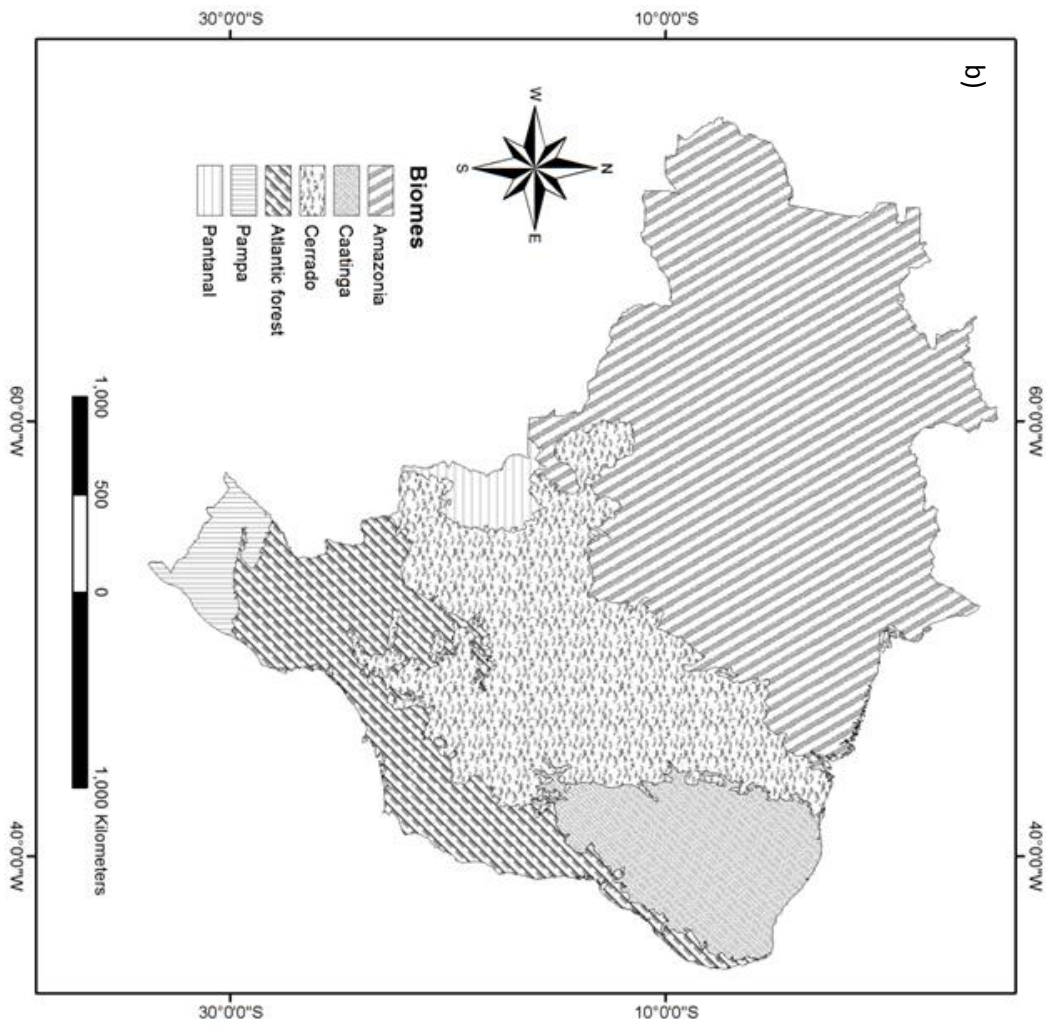 60°0'0"W 40°0'0"W
b)
10°0'0"S 10°0'0"S
N
W E
S
Biomes
Amazonia
Caatinga
Cerrado
Atlantic forest
Pampa
Pantanal
30°0'0"S 30°0'0"S
1,000 500 0 1,000 Kilometers
60°0'0"W 40°0'0"W